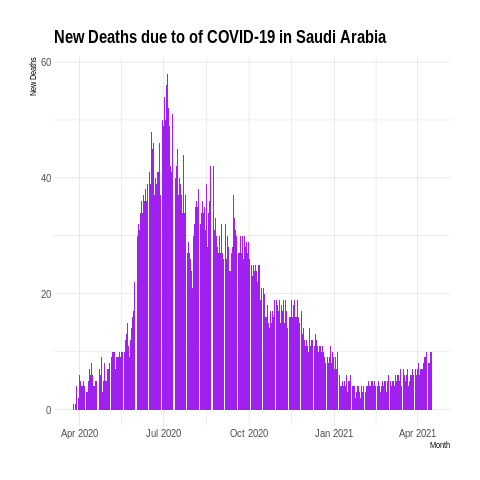 New Deaths due to of COVID-19 in Saudi Arabia
New Deaths
60
40
20
0
Apr 2020 Jul 2020 Oct 2020 Jan 2021 Apr 2021
Month